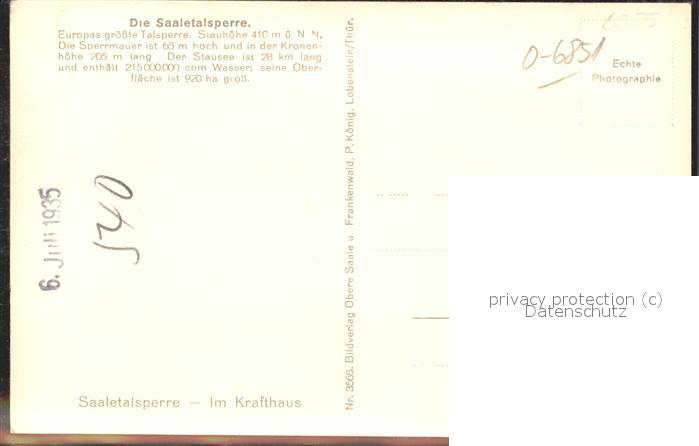 Die Saaletalsperre.
Europas größte Talsperre. Stauhöhe 410 m ü. N. N.
Die Sperrmauer ist 65 m hoch und in der Kronen-
höhe 205 m lang. Der Stausee ist 28 km lang
und enthält 215000000 cbm Wasser; seine Ober-
fläche ist 920 ha groß.
O-6851
Echte
Photographie
6. Juli 1935
540
Nr. 3568. Bildverlag Obere Saale u. Frankenwald, P. König, Lobenstein/Thür.
privacy protection (c)
Datenschutz
Saaletalsperre — Im Krafthaus